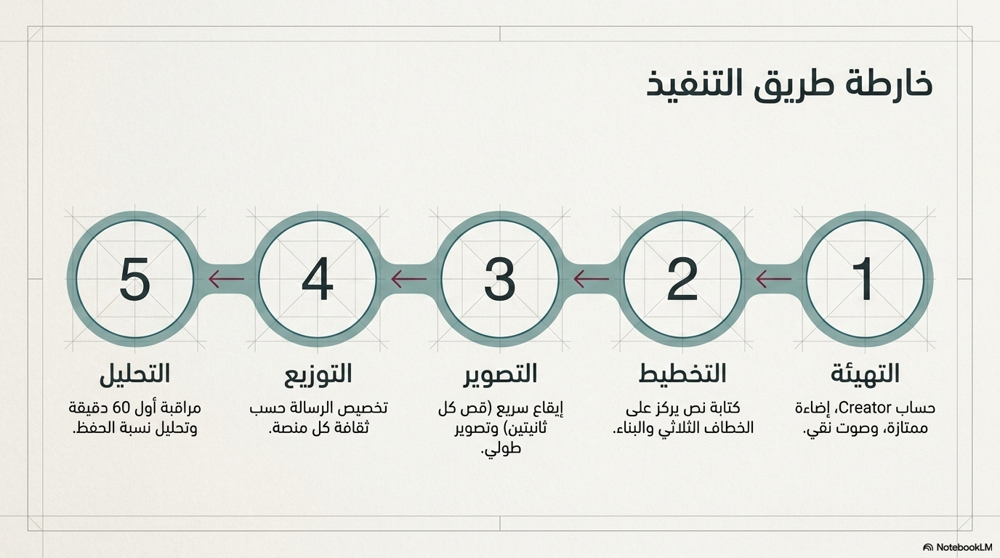 خارطة طريق التنفيذ
1
التهيئة
حساب Creator، إضاءة
ممتازة، وصوت نقي.
2
التخطيط
كتابة نص يركز على
الخطاف الثلاثي والبناء.
3
التصوير
إيقاع سريع (قص كل
ثانيتين) وتصوير
طولي.
4
التوزيع
تخصيص الرسالة حسب
ثقافة كل منصة.
5
التحليل
مراقبة أول 60 دقيقة
وتحليل نسبة الحفظ.
NotebookLM